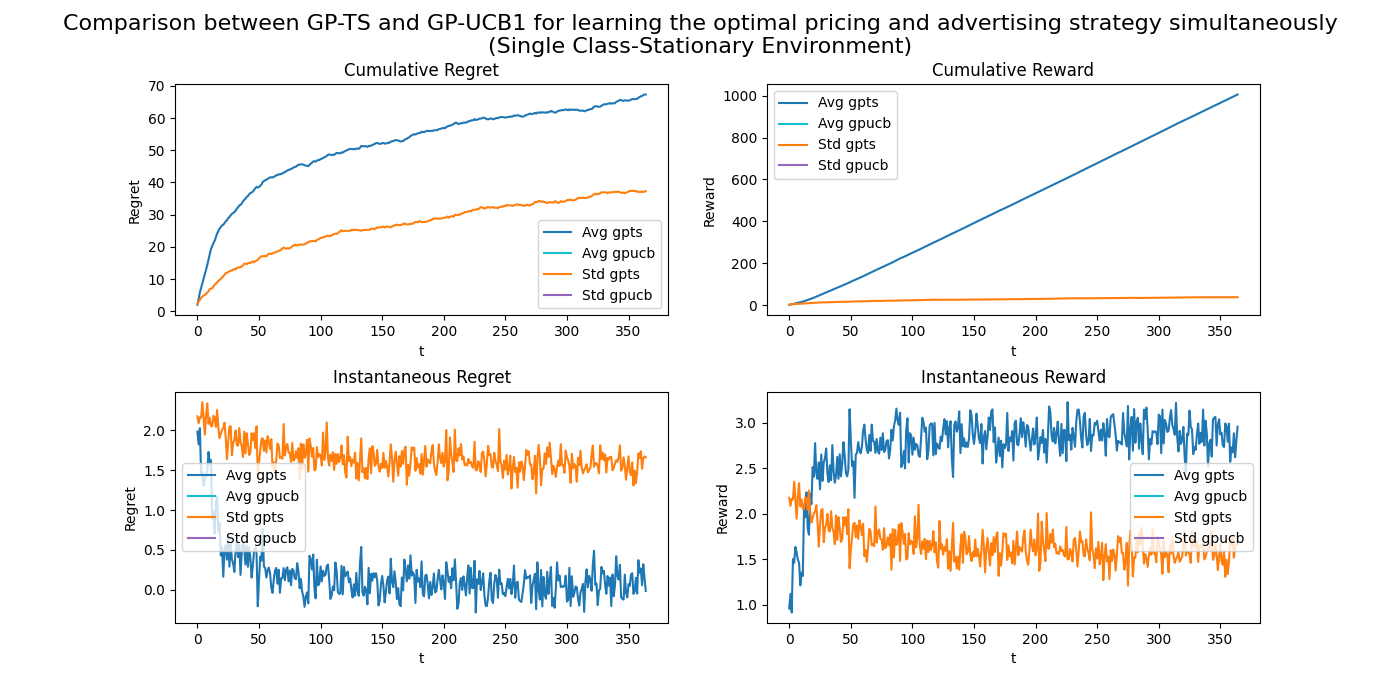 Comparison between GP-TS and GP-UCB1 for learning the optimal pricing and advertising strategy simultaneously
(Single Class-Stationary Environment)
Cumulative Regret
70
60
50
40
30
20
10
0
Regret
Avg gpts
Avg gpucb
Std gpts
Std gpucb
0 50 100 150 200 250 300 350
t
Cumulative Reward
1000
800
600
400
200
0
Reward
Avg gpts
Avg gpucb
Std gpts
Std gpucb
0 50 100 150 200 250 300 350
t
Instantaneous Regret
2.0
1.5
1.0
0.5
0.0
Regret
Avg gpts
Avg gpucb
Std gpts
Std gpucb
0 50 100 150 200 250 300 350
t
Instantaneous Reward
3.0
2.5
2.0
1.5
1.0
Reward
Avg gpts
Avg gpucb
Std gpts
Std gpucb
0 50 100 150 200 250 300 350
t